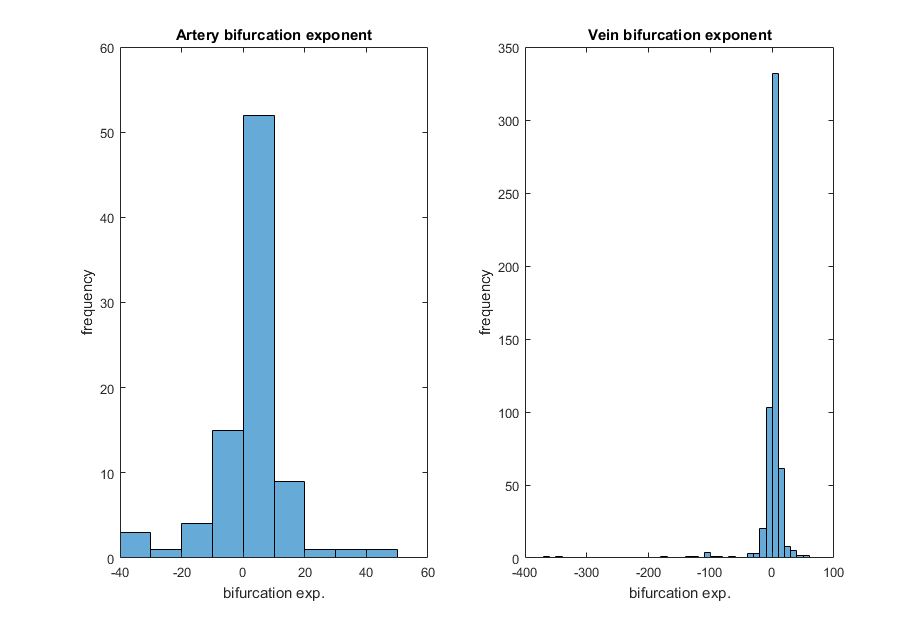 Artery bifurcation exponent
60
50
40
30
20
10
0
frequency
-40 -20 0 20 40 60
bifurcation exp.
Vein bifurcation exponent
350
300
250
200
150
100
50
0
frequency
-400 -300 -200 -100 0 100
bifurcation exp.